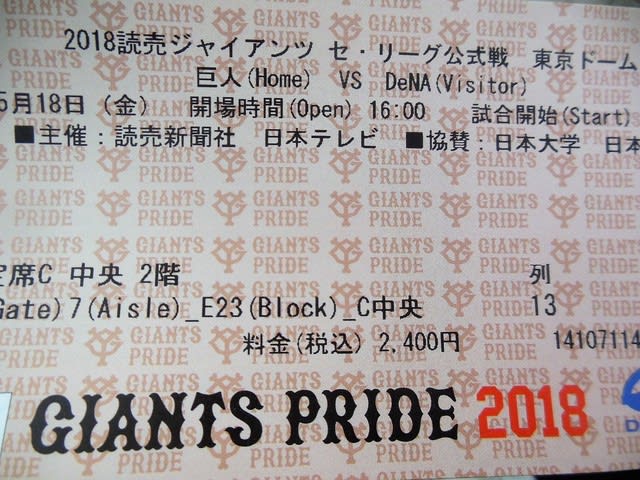 2018読売ジャイアンツ セ・リーグ公式戦 東京ドーム
巨人(Home) VS DeNA(Visitor)
5月18日(金) 開場時間(Open) 16:00 試合開始(Start)
■主催:読売新聞社 日本テレビ ■協賛:日本大学 日本
定席C 中央 2階 列
Gate)7(Aisle)_E23(Block)_C中央 13
料金(税込) 2,400円 14107114
GIANTS PRIDE 2018